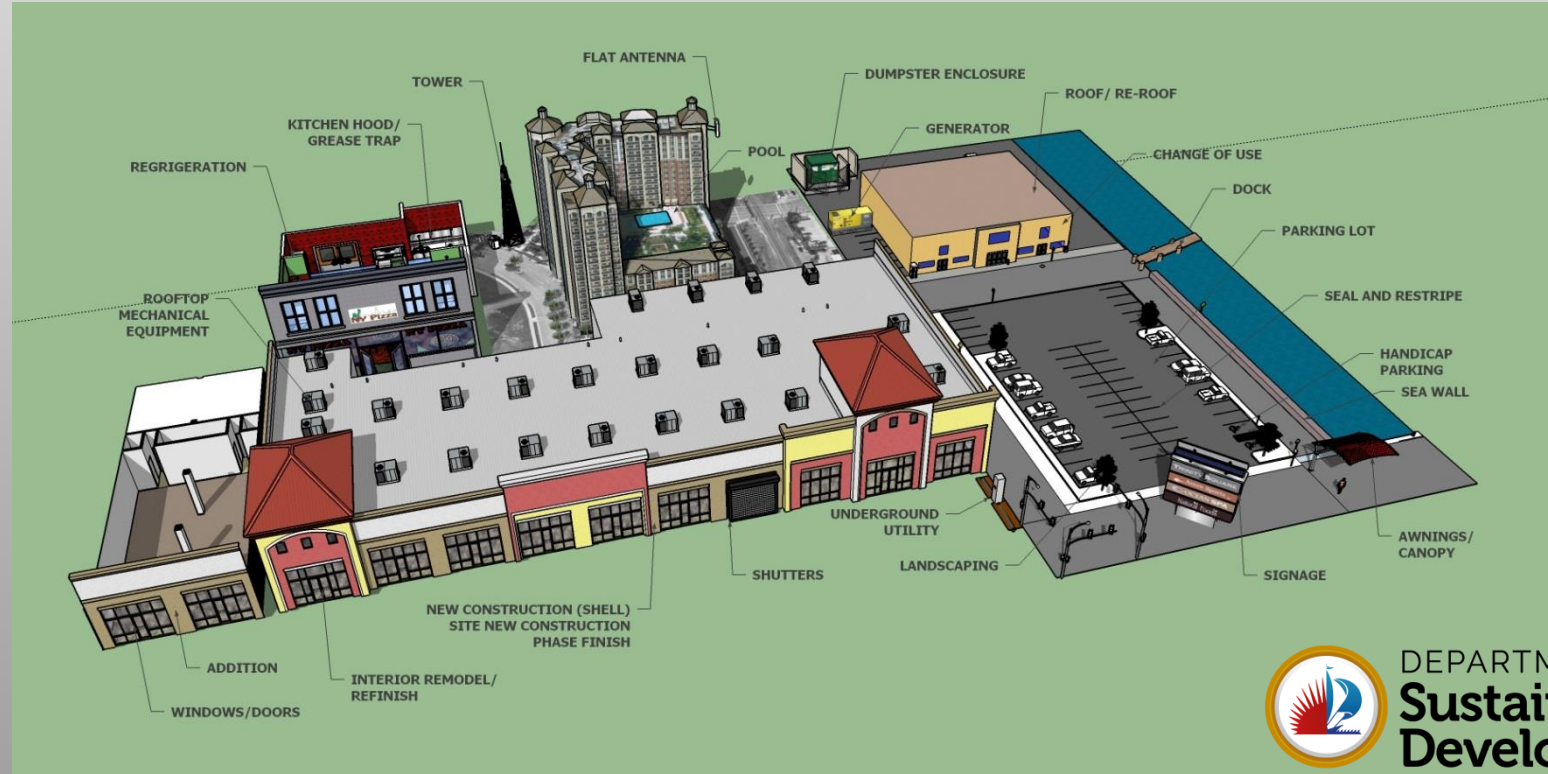 FLAT ANTENNA
TOWER
DUMPSTER ENCLOSURE
ROOF/ RE-ROOF
KITCHEN HOOD/
GREASE TRAP
GENERATOR
POOL
CHANGE OF USE
REGRIGERATION
DOCK
PARKING LOT
ROOFTOP
MECHANICAL
EQUIPMENT
NY Pizza
SEAL AND RESTRIPE
HANDICAP
PARKING
SEA WALL
UNDERGROUND
UTILITY
LANDSCAPING
AWNINGS/
CANOPY
SIGNAGE
SHUTTERS
NEW CONSTRUCTION (SHELL)
SITE NEW CONSTRUCTION
PHASE FINISH
ADDITION
INTERIOR REMODEL/
REFINISH
WINDOWS/DOORS
DEPARTM
Sustai
Develo